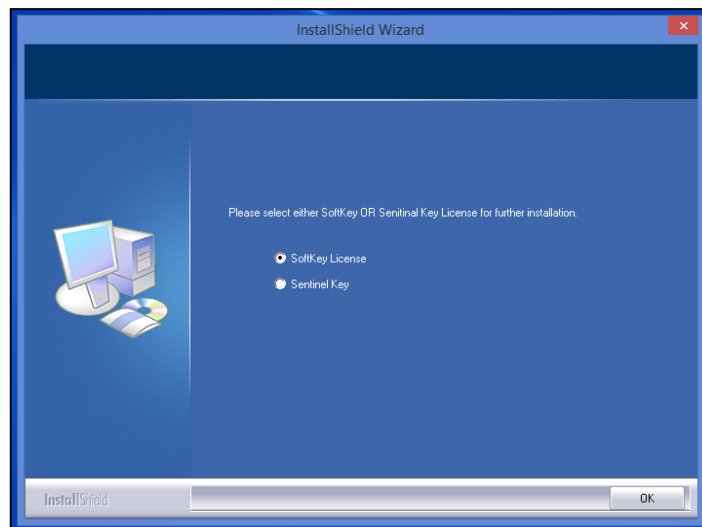 InstallShield Wizard
Please select either SoftKey OR Senitinal Key License for further installation.
SoftKey License
Sentinel Key
InstallShield
OK